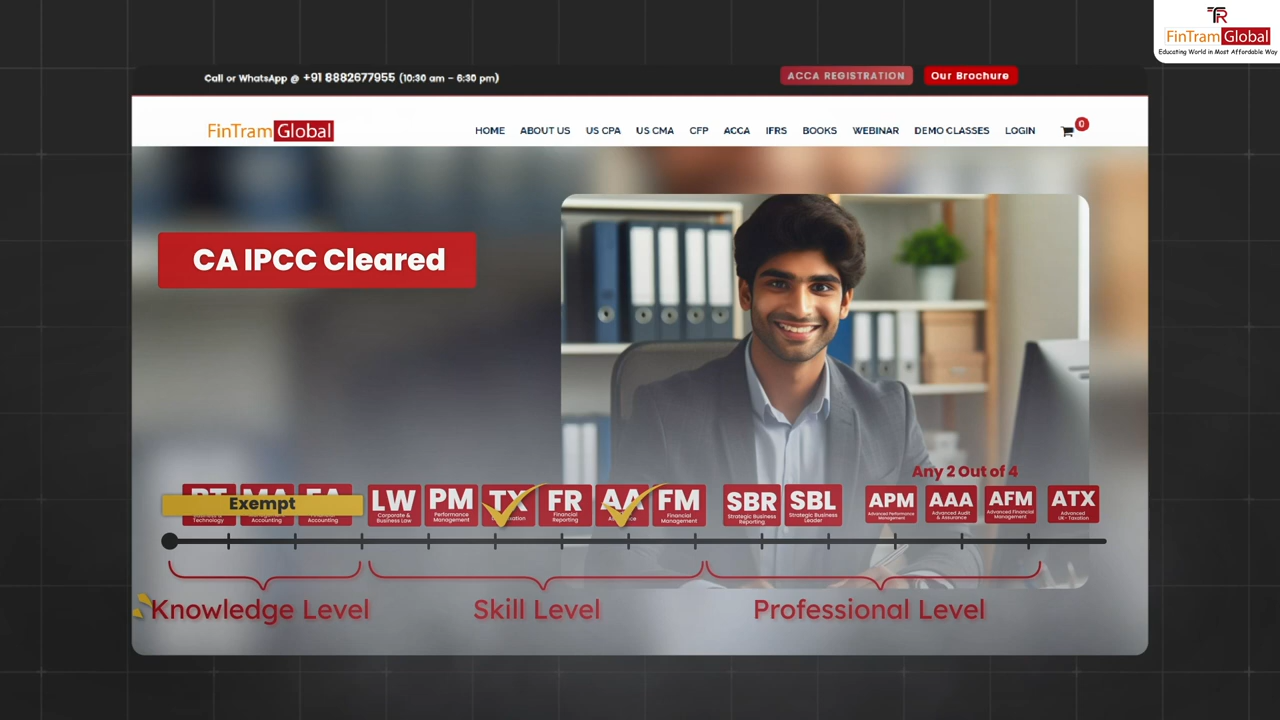 TR
FinTram Global
Educating World in Most Affordable Way
Call or WhatsApp @ +91 8882677955 (10:30 am - 6:30 pm)
ACCA REGISTRATION
Our Brochure
FinTram Global
HOME ABOUT US US CPA US CMA CFP ACCA IFRS BOOKS WEBINAR DEMO CLASSES LOGIN 0
CA IPCC Cleared
Any 2 Out of 4
Exempt
Technology
Accounting
Accounting
LW
Corporate &
Business Law
PM
Performance
Management
TX
FR
Financial
Reporting
AA
FM
Financial
Management
SBR
Strategic Business
Reporting
SBL
Strategic Business
Leader
APM
Advanced Performance
Management
AAA
Advanced Audit
& Assurance
AFM
Advanced Financial
Management
ATX
Advanced
UK- Taxation
Knowledge Level
Skill Level
Professional Level